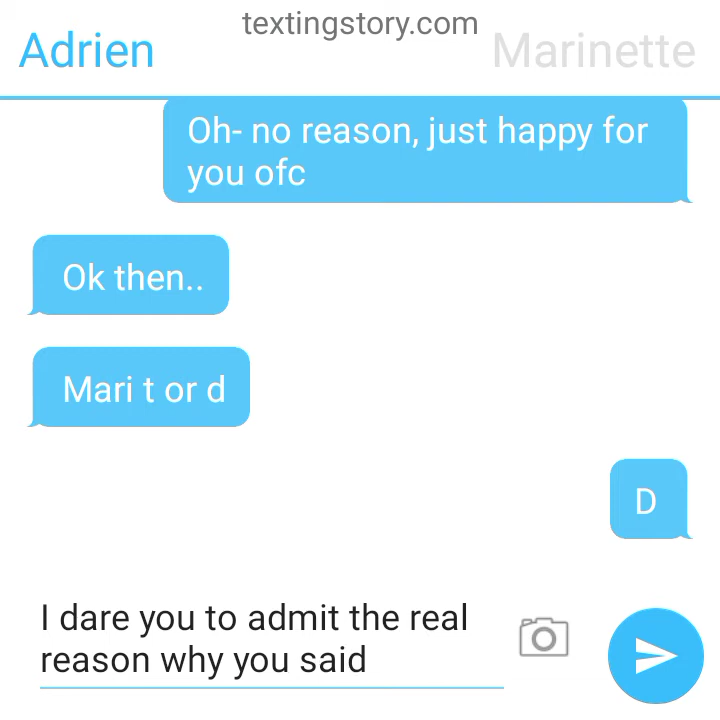 textingstory.com
Adrien
Marinette
Oh- no reason, just happy for
you ofc
Ok then..
Mari t or d
D
I dare you to admit the real
reason why you said